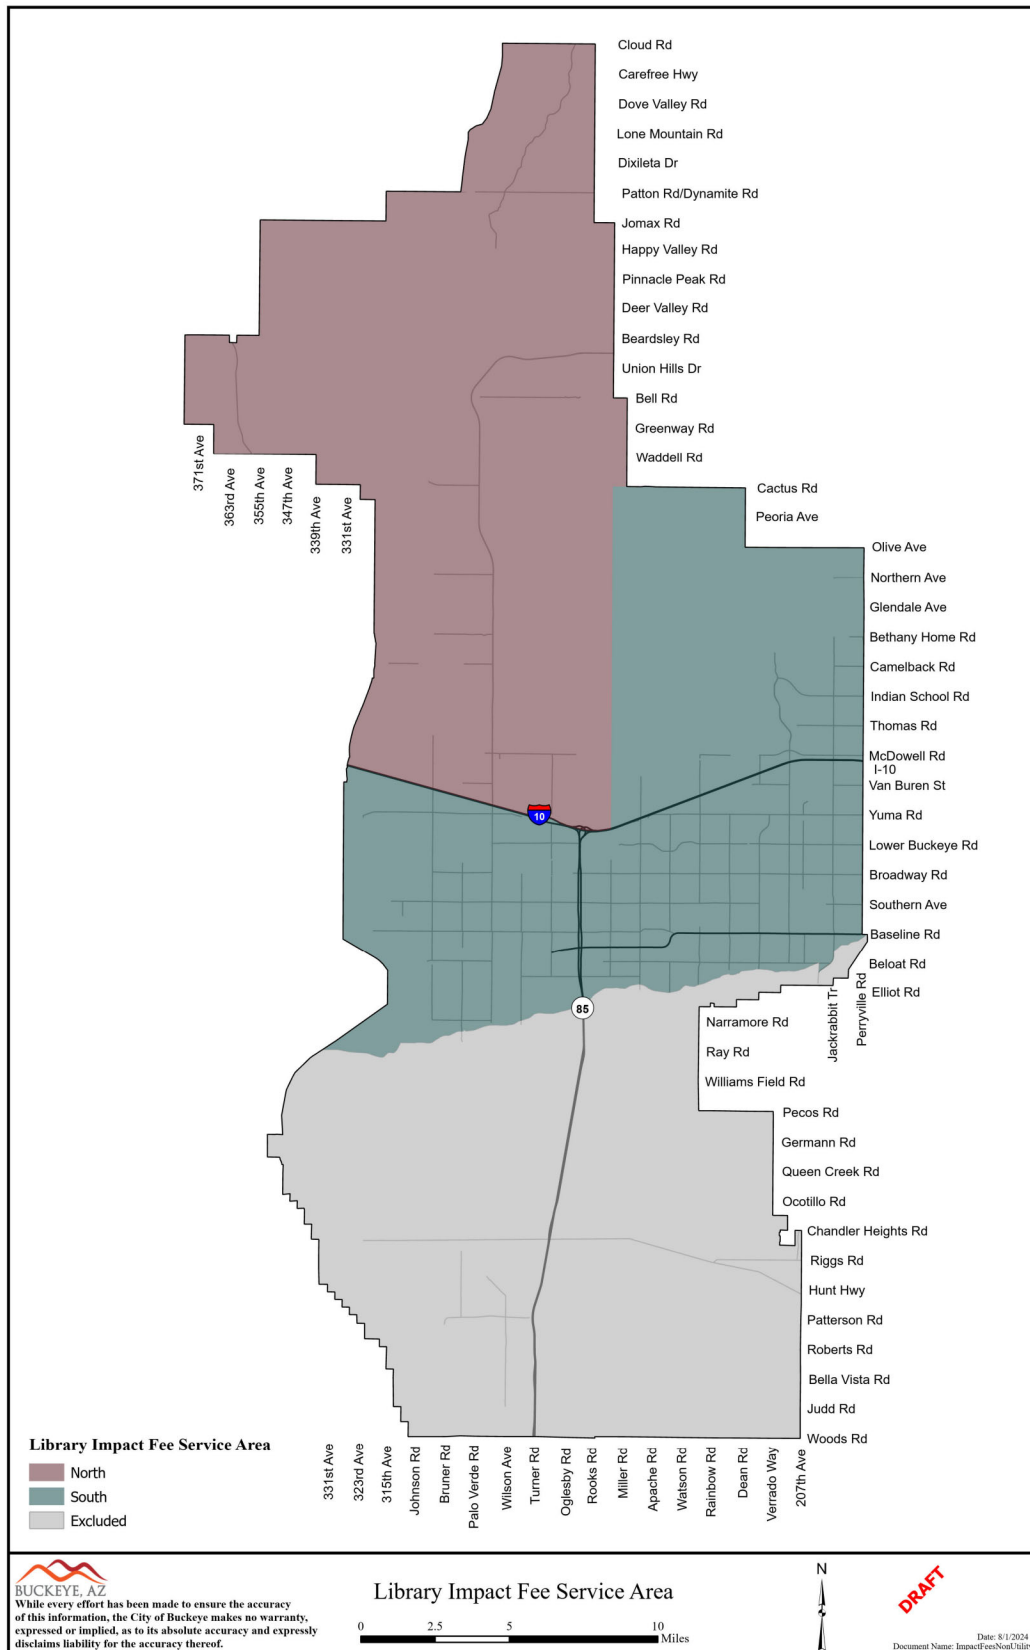 Cloud Rd
Carefree Hwy
Dove Valley Rd
Lone Mountain Rd
Dixileta Dr
Patton Rd/Dynamite Rd
Jomax Rd
Happy Valley Rd
Pinnacle Peak Rd
Deer Valley Rd
Beardsley Rd
Union Hills Dr
Bell Rd
Greenway Rd
Waddell Rd
371st Ave
363rd Ave
355th Ave
347th Ave
339th Ave
331st Ave
Cactus Rd
Peoria Ave
Olive Ave
Northern Ave
Glendale Ave
Bethany Home Rd
Camelback Rd
Indian School Rd
Thomas Rd
McDowell Rd
I-10
Van Buren St
10
Yuma Rd
Lower Buckeye Rd
Broadway Rd
Southern Ave
Baseline Rd
Beloat Rd
Elliot Rd
85
Jackrabbit Tr
Perryville Rd
Narramore Rd
Ray Rd
Williams Field Rd
Pecos Rd
Germann Rd
Queen Creek Rd
Ocotillo Rd
Chandler Heights Rd
Riggs Rd
Hunt Hwy
Patterson Rd
Roberts Rd
Bella Vista Rd
Judd Rd
Woods Rd
Library Impact Fee Service Area
North
South
Excluded
331st Ave
323rd Ave
315th Ave
Johnson Rd
Bruner Rd
Palo Verde Rd
Wilson Ave
Turner Rd
Oglesby Rd
Rooks Rd
Miller Rd
Apache Rd
Watson Rd
Rainbow Rd
Dean Rd
Verrado Way
207th Ave
BUCKEYE, AZ
While every effort has been made to ensure the accuracy
of this information, the City of Buckeye makes no warranty,
expressed or implied, as to its absolute accuracy and expressly
disclaims liability for the accuracy thereof.
Library Impact Fee Service Area
0 2.5 5 10
Miles
N
DRAFT
Date: 8/1/2024
Document Name: ImpactFeesNonUtility